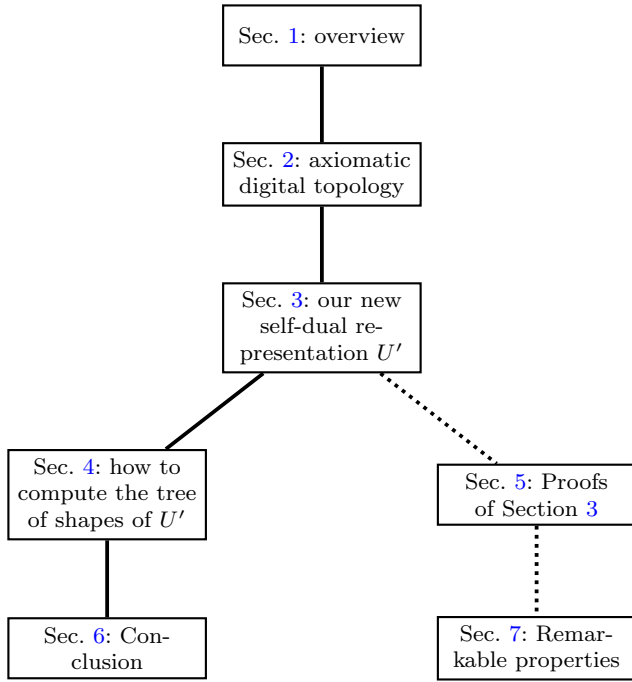 Sec. 1: overview
Sec. 2: axiomatic
digital topology
Sec. 3: our new
self-dual re-
presentation U′
Sec. 4: how to
compute the tree
of shapes of U′
Sec. 5: Proofs
of Section 3
Sec. 6: Con-
clusion
Sec. 7: Remar-
kable properties